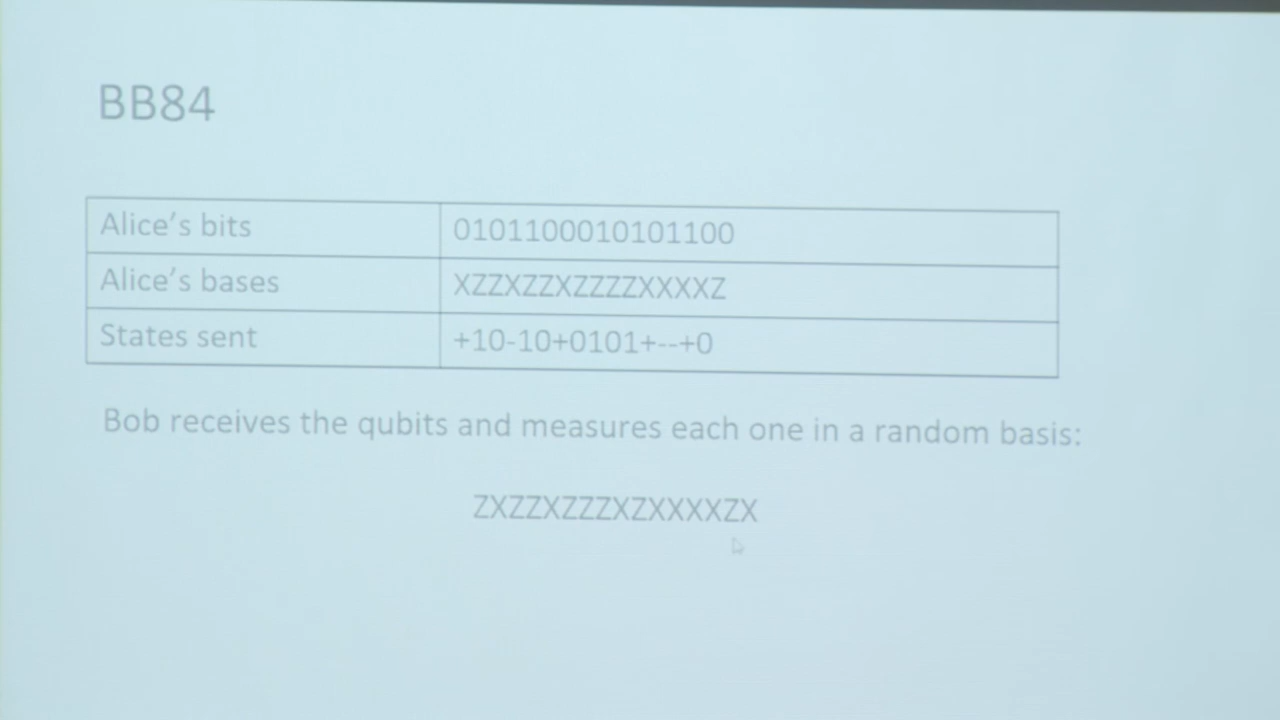 BB84
Alice's bits 0101100010101100
Alice's bases XZZXZZXZZZZXXXXZ
States sent +10-10+0101+--+0
Bob receives the qubits and measures each one in a random basis:
ZXZZXZZZXZXXXXZX